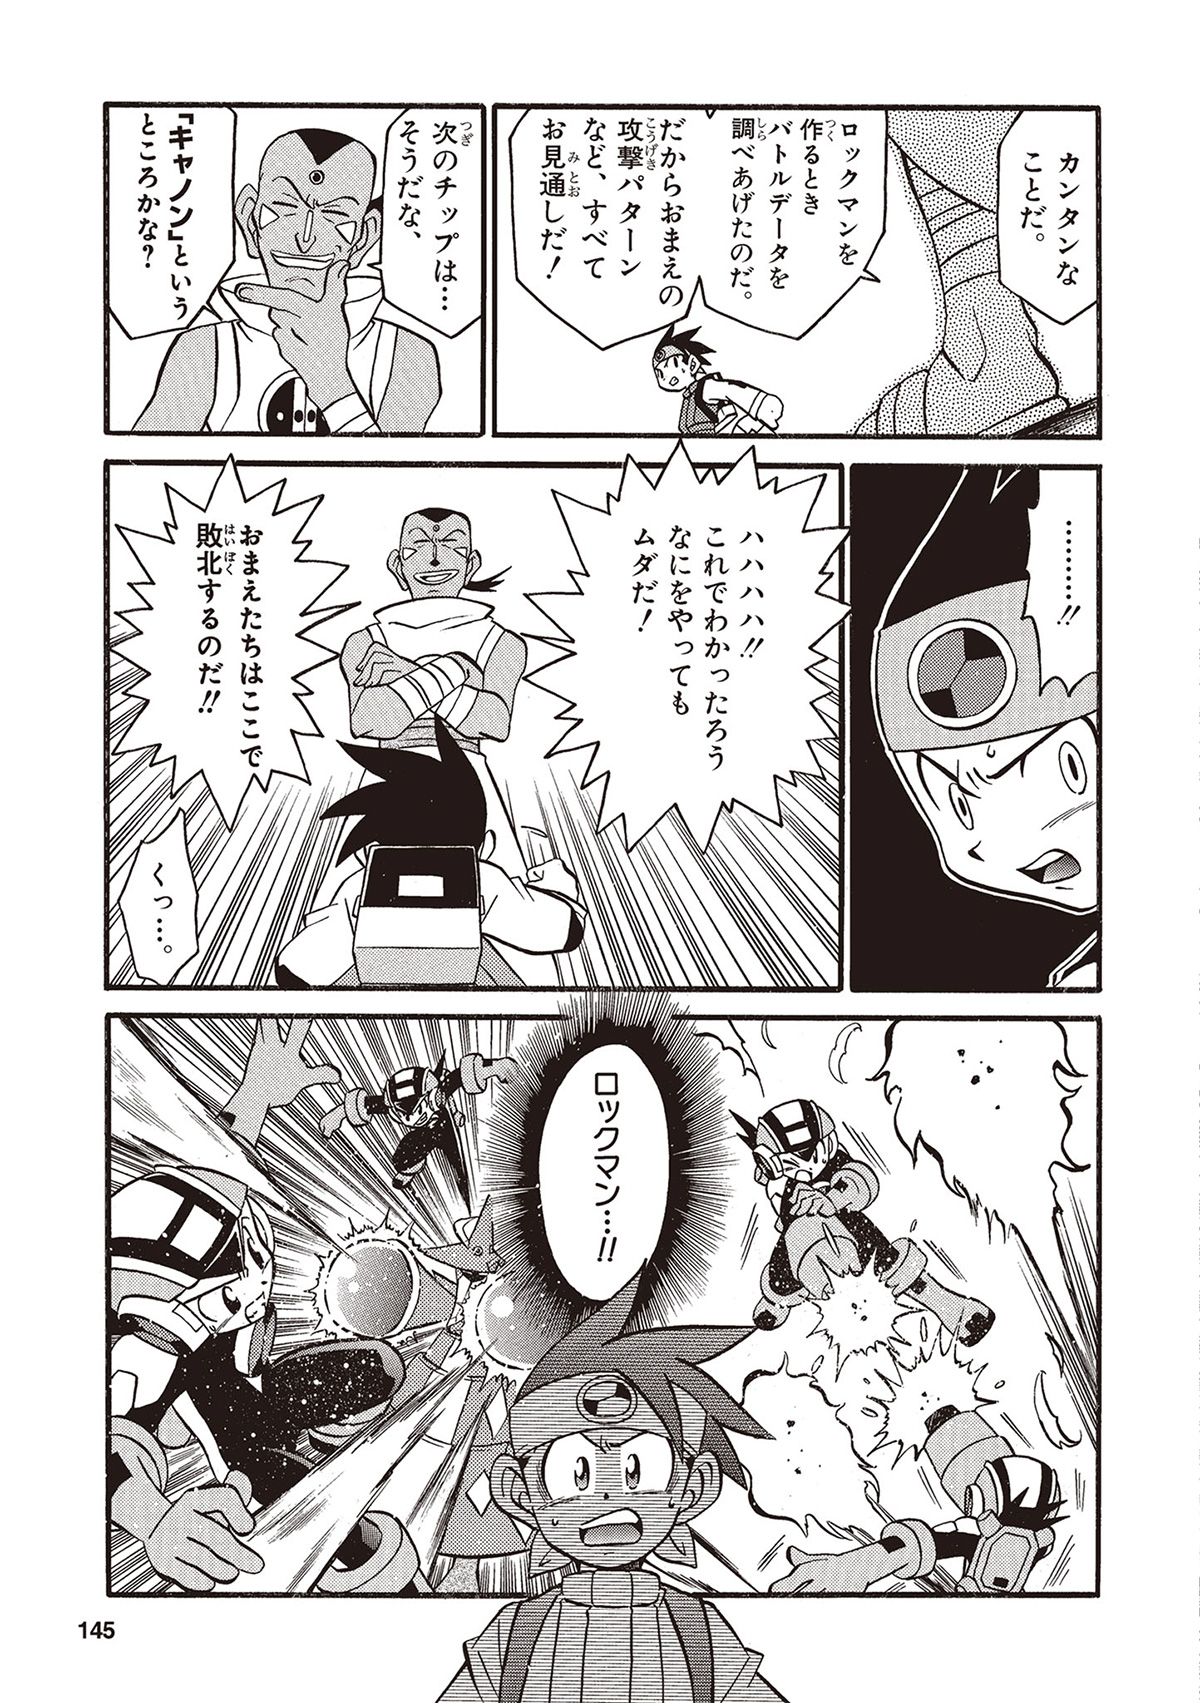 カンタンな
ことだ。
ロックマンを
作るとき
バトルデータを
調べあげたのだ。
だからおまえの
攻撃パターン
など、すべて
お見通しだ！
次のチップは…
そうだな、
「キャノン」という
ところかな？
………!!
ハハハハ!!
これでわかったろう
なにをやっても
ムダだ！
おまえたちはここで
敗北するのだ!!
くっ…。
ロックマン…!!
145